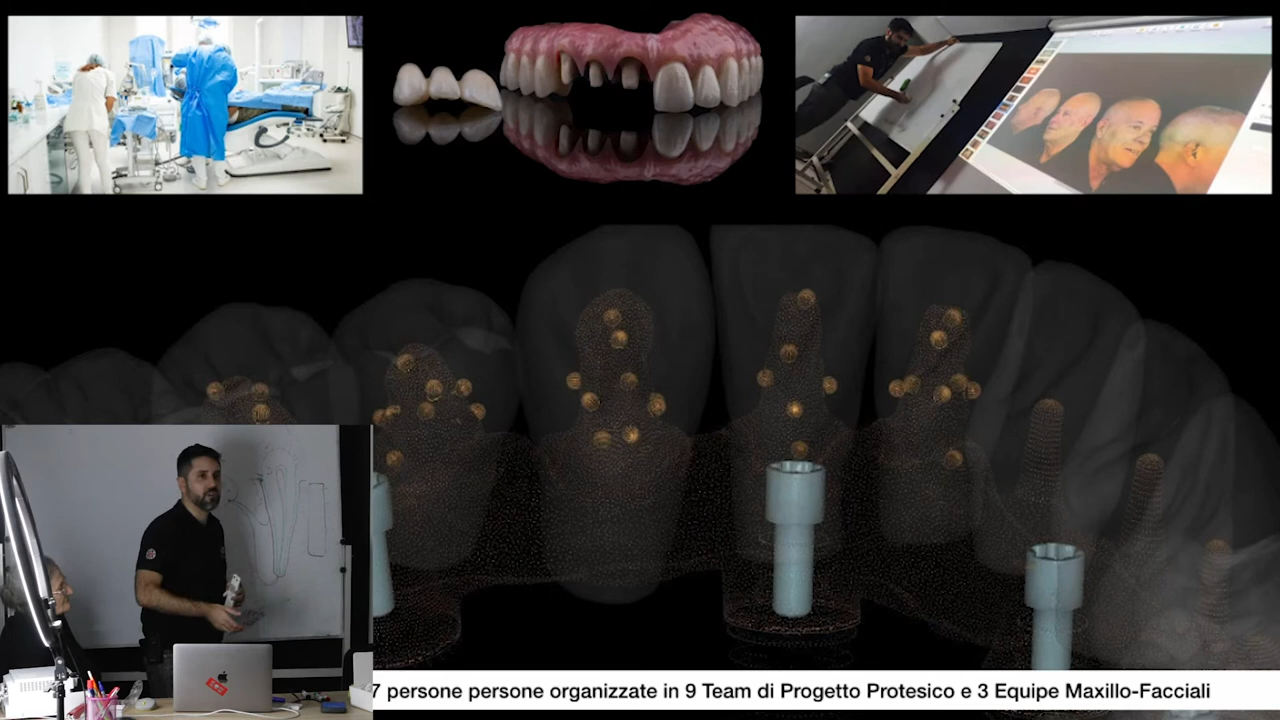 7 persone persone organizzate in 9 Team di Progetto Protesico e 3 Equipe Maxillo-Facciali